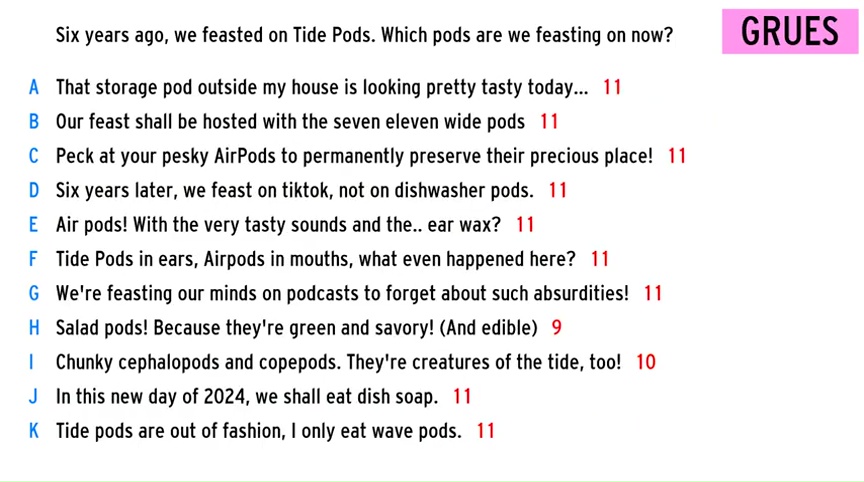 Six years ago, we feasted on Tide Pods. Which pods are we feasting on now?
GRUES
A That storage pod outside my house is looking pretty tasty today... 11
B Our feast shall be hosted with the seven eleven wide pods 11
C Peck at your pesky AirPods to permanently preserve their precious place! 11
D Six years later, we feast on tiktok, not on dishwasher pods. 11
E Air pods! With the very tasty sounds and the.. ear wax? 11
F Tide Pods in ears, Airpods in mouths, what even happened here? 11
G We're feasting our minds on podcasts to forget about such absurdities! 11
H Salad pods! Because they're green and savory! (And edible) 9
I Chunky cephalopods and copepods. They're creatures of the tide, too! 10
J In this new day of 2024, we shall eat dish soap. 11
K Tide pods are out of fashion, I only eat wave pods. 11